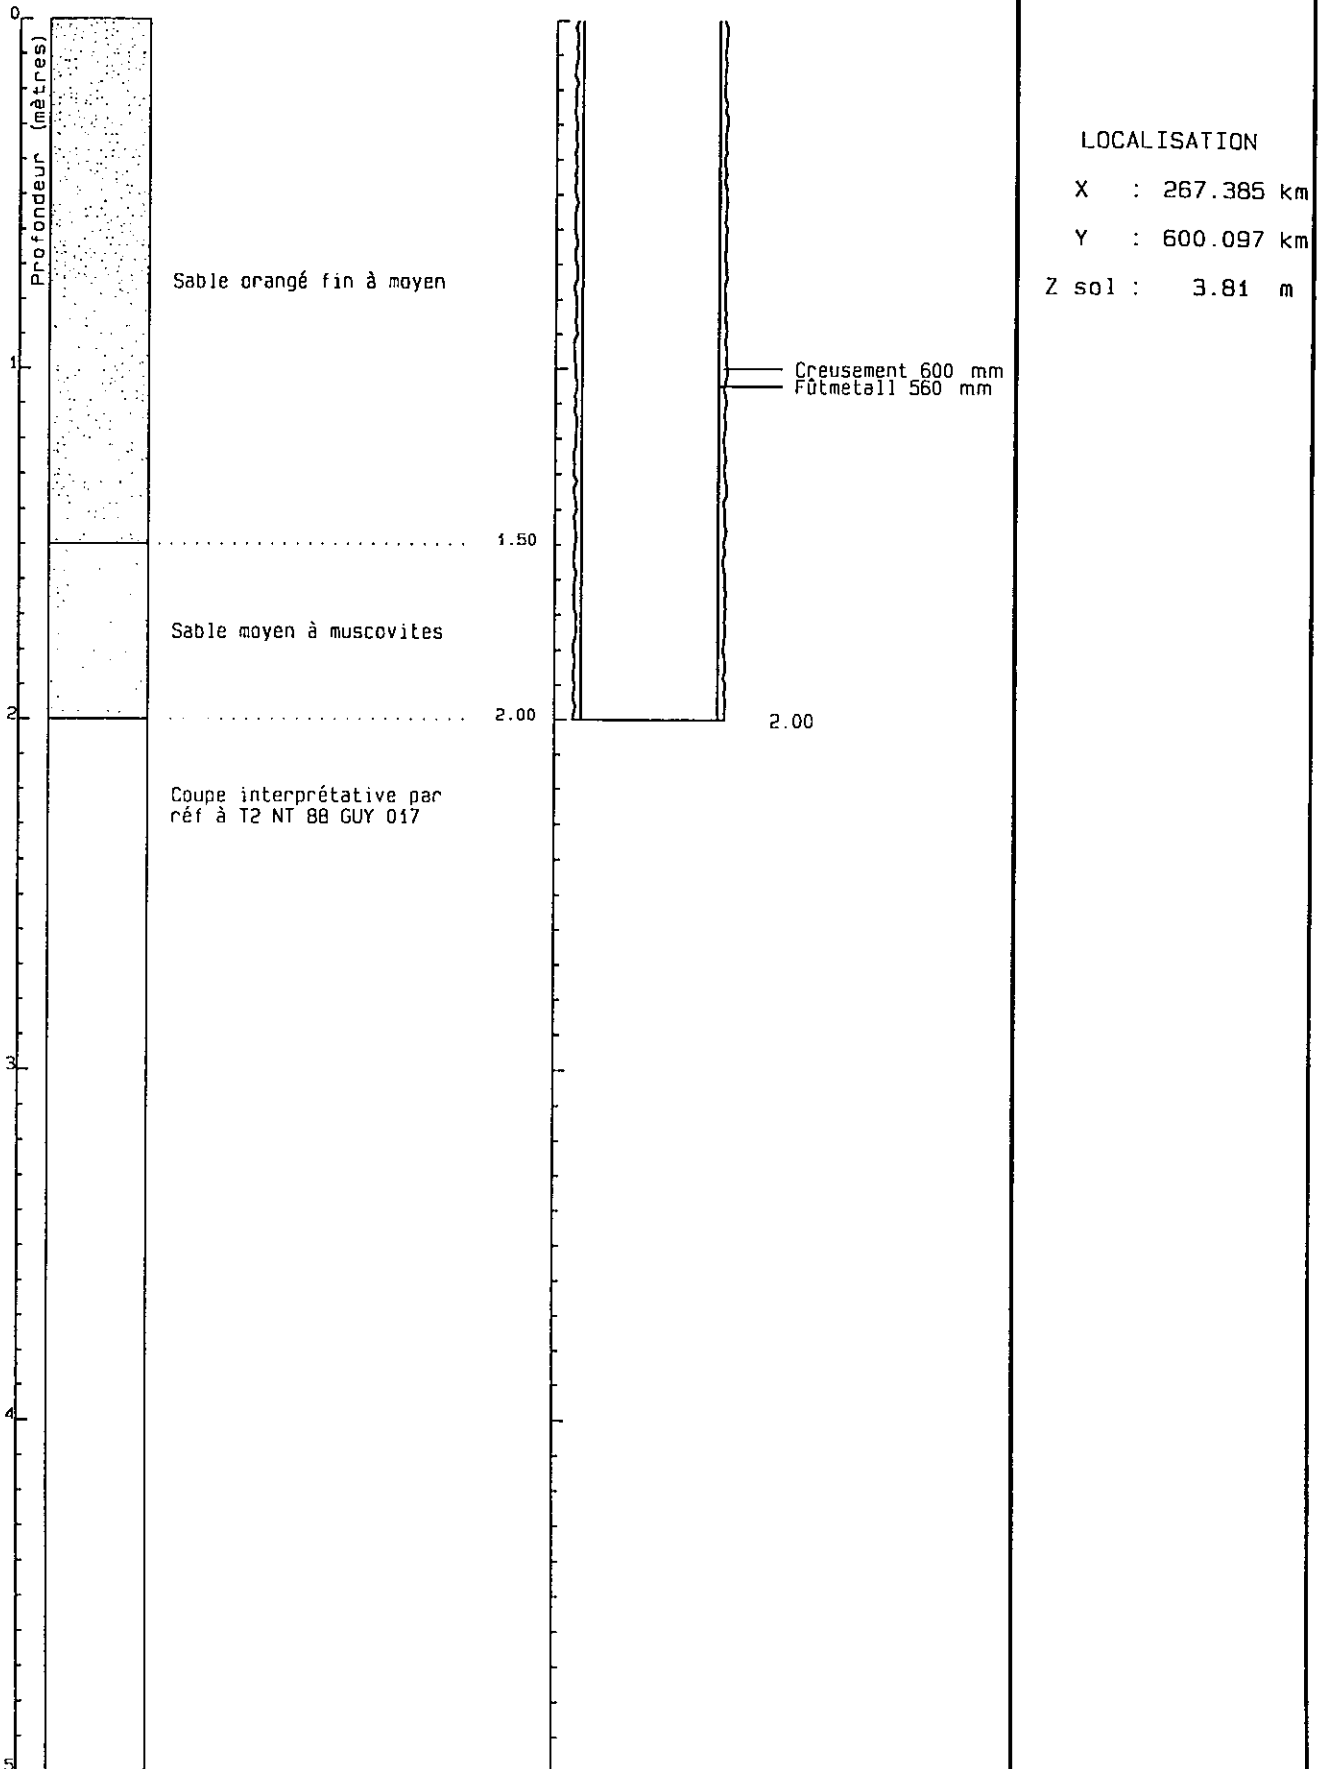 0
Profondeur (mètres)
LOCALISATION
X : 267.385 km
Y : 600.097 km
Z sol : 3.81 m
Sable orangé fin à moyen
1
Creusement 600 mm
Fûtmetall 560 mm
1.50
Sable moyen à muscovites
2
2.00
2.00
Coupe interprétative par
réf à T2 NT 88 GUY 017
3
4
5